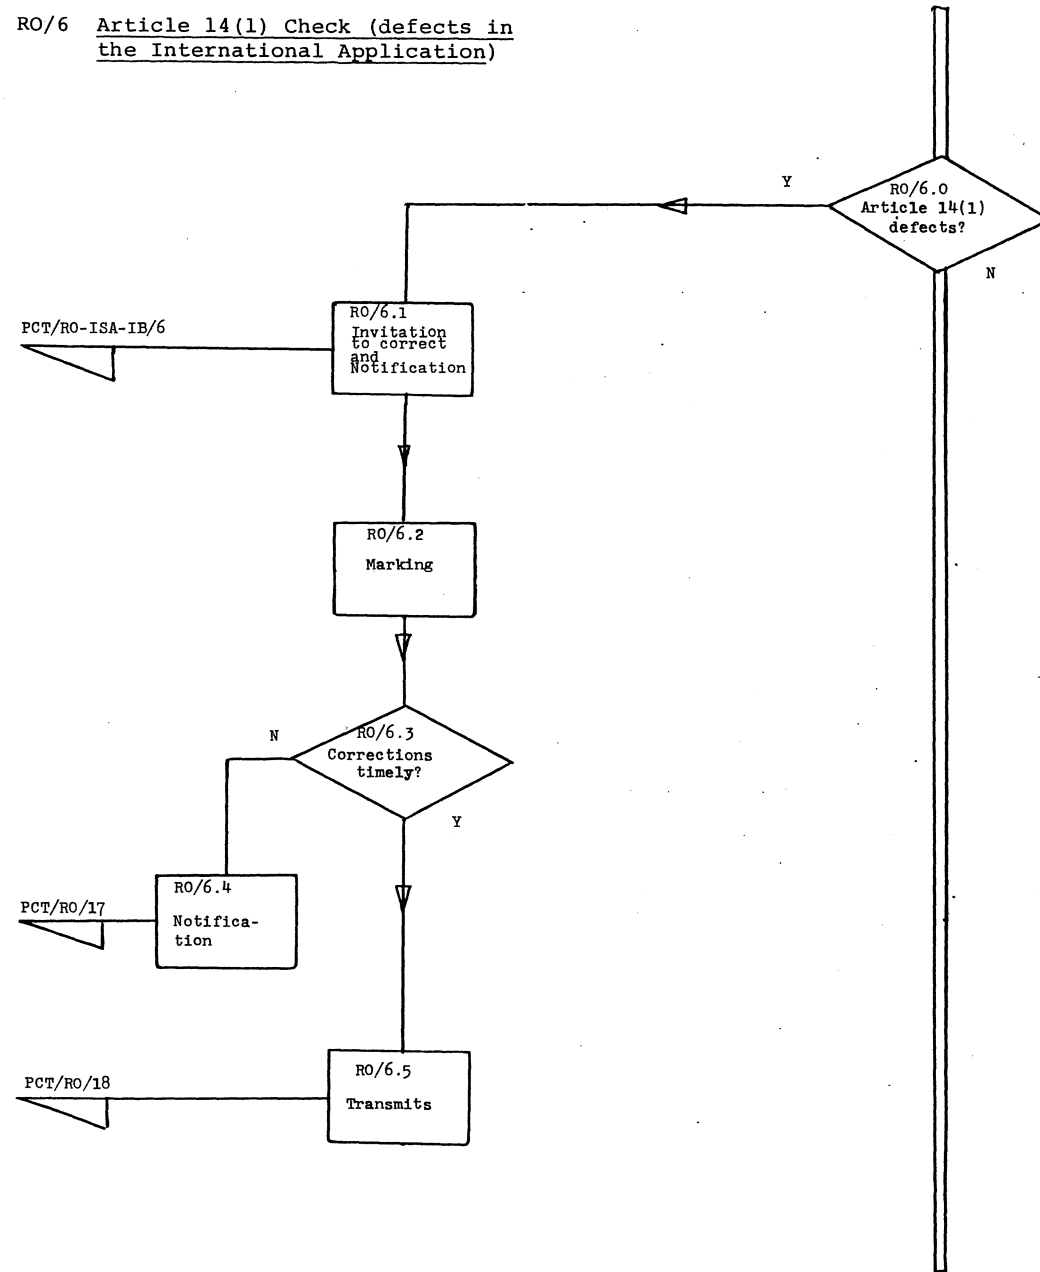 RO/6 Article 14(1) Check (defects in
the International Application)
Y
RO/6.0
Article 14(1)
defects?
N
RO/6.1
Invitation
to correct
and
Notification
PCT/RO-ISA-IB/6
RO/6.2
Marking
N
RO/6.3
Corrections
timely?
Y
RO/6.4
Notifica-
tion
PCT/RO/17
RO/6.5
Transmits
PCT/RO/18